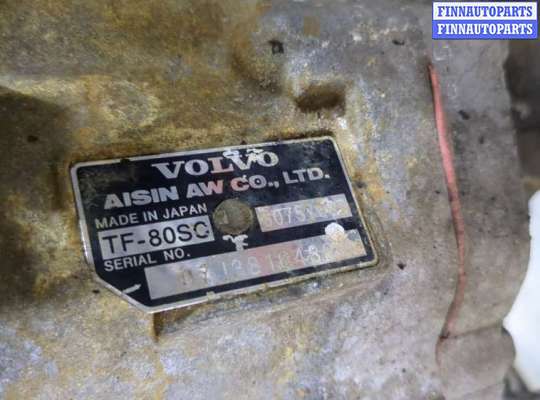 FINNAUTOPARTS
FINNAUTOPARTS
VOLVO
AISIN AW CO., LTD.
MADE IN JAPAN
TF-80SC
SERIAL NO.